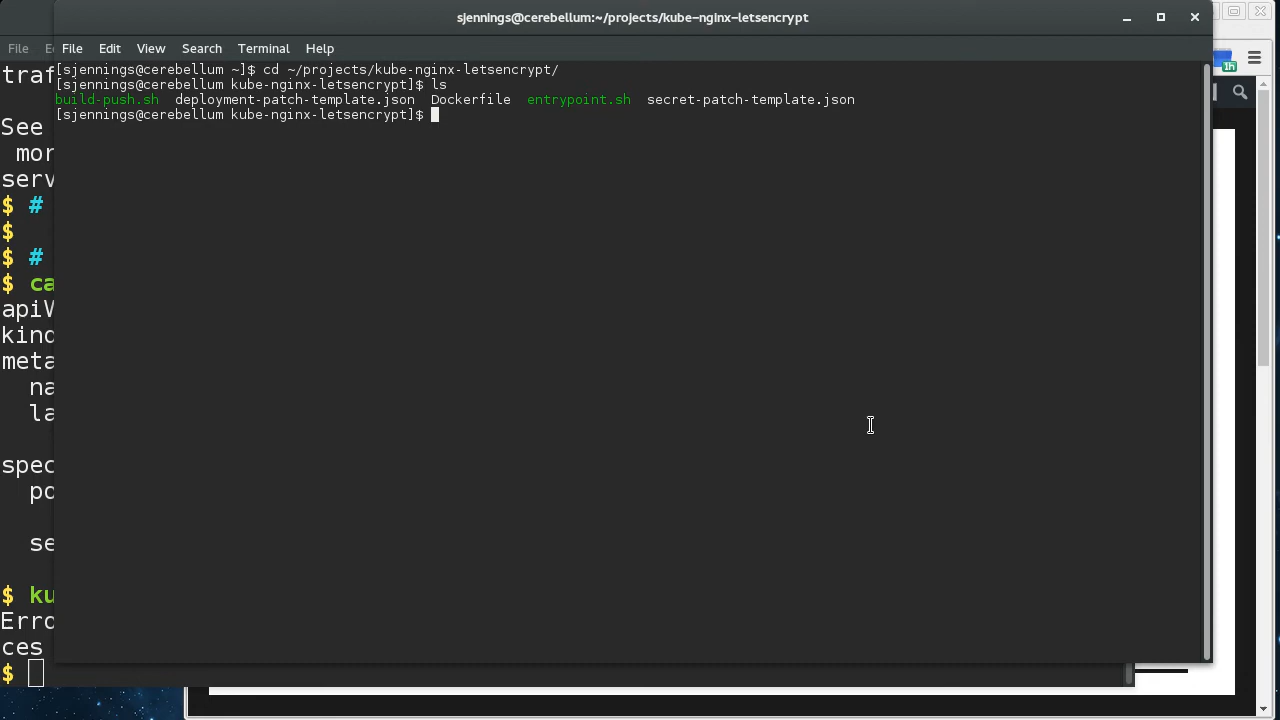 sjennings@cerebellum:~/projects/kube-nginx-letsencrypt
File
File Edit View Search Terminal Help
[sjennings@cerebellum ~]$ cd ~/projects/kube-nginx-letsencrypt/
[sjennings@cerebellum kube-nginx-letsencrypt]$ ls
build-push.sh deployment-patch-template.json Dockerfile entrypoint.sh secret-patch-template.json
[sjennings@cerebellum kube-nginx-letsencrypt]$
traf
See
mor
serv
$ #
$
$ #
$ ca
kind
meta
na
la
spec
po
se
$ ku
Erro
ces
$
1h